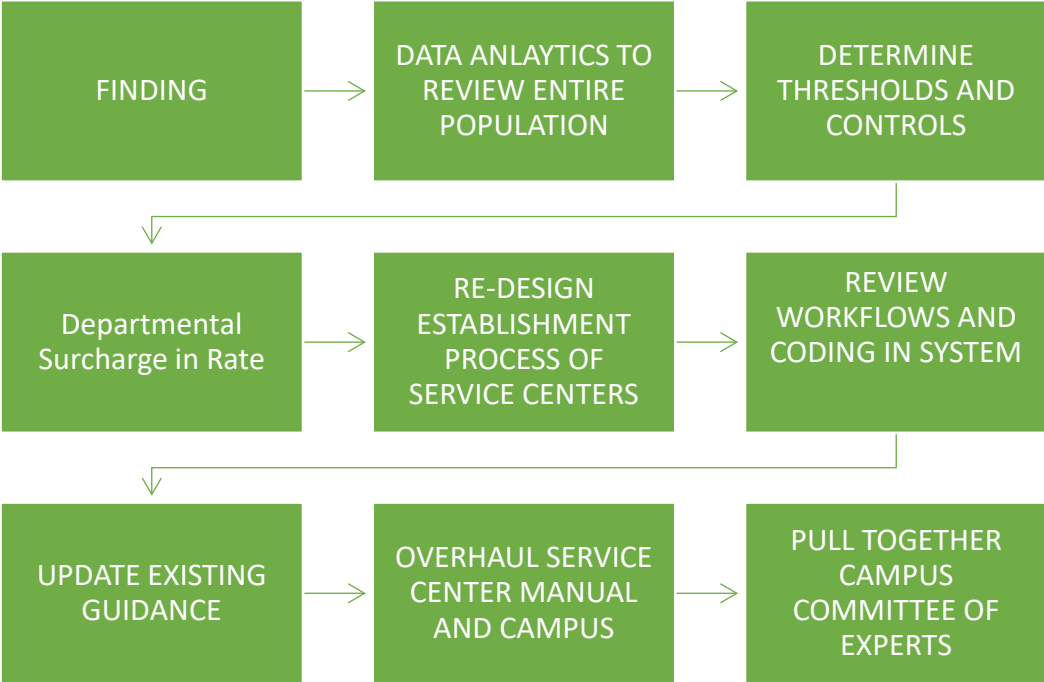 FINDING
DATA ANLAYTICS TO
REVIEW ENTIRE
POPULATION
DETERMINE
THRESHOLDS AND
CONTROLS
Departmental
Surcharge in Rate
RE-DESIGN
ESTABLISHMENT
PROCESS OF
SERVICE CENTERS
REVIEW
WORKFLOWS AND
CODING IN SYSTEM
UPDATE EXISTING
GUIDANCE
OVERHAUL SERVICE
CENTER MANUAL
AND CAMPUS
PULL TOGETHER
CAMPUS
COMMITTEE OF
EXPERTS